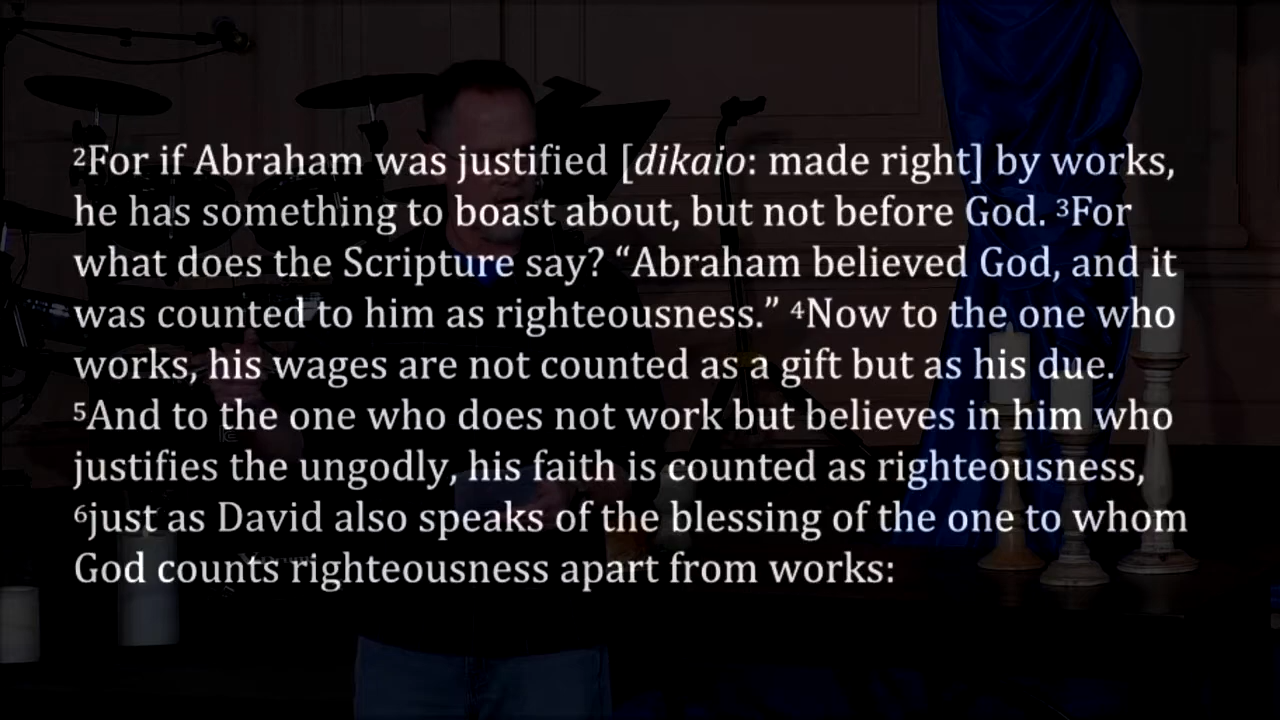 ²For if Abraham was justified [dikaio: made right] by works,
he has something to boast about, but not before God. ³For
what does the Scripture say? “Abraham believed God, and it
was counted to him as righteousness.” ⁴Now to the one who
works, his wages are not counted as a gift but as his due.
⁵And to the one who does not work but believes in him who
justifies the ungodly, his faith is counted as righteousness,
⁶just as David also speaks of the blessing of the one to whom
God counts righteousness apart from works: